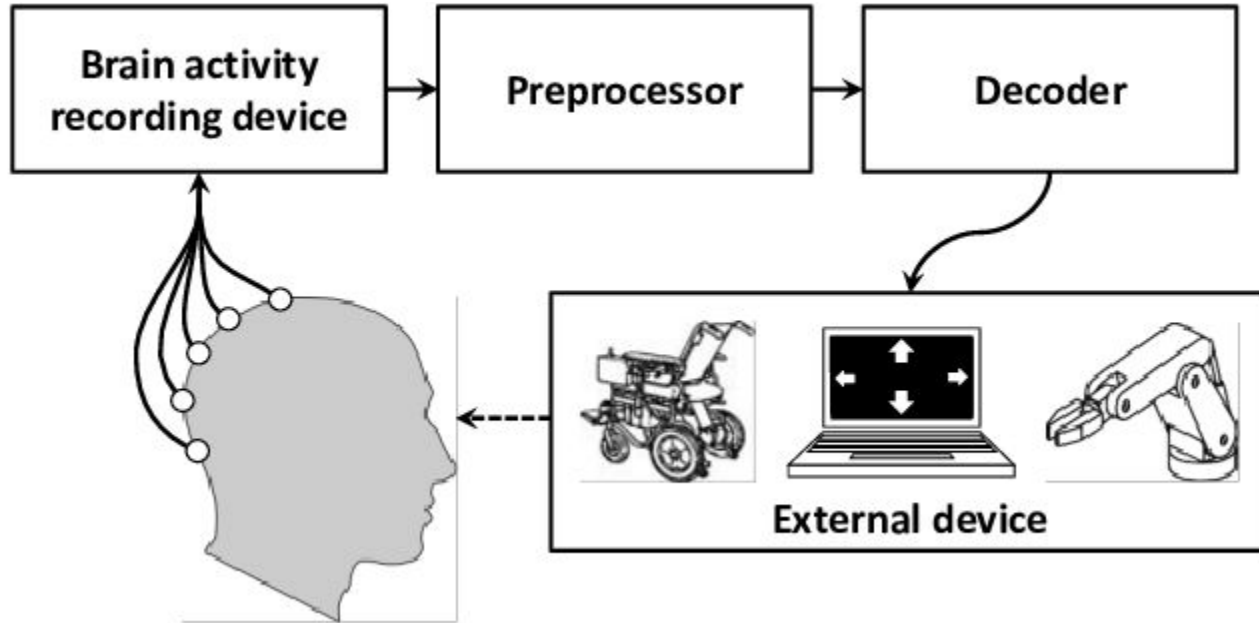 Brain activity
recording device
Preprocessor
Decoder
External device